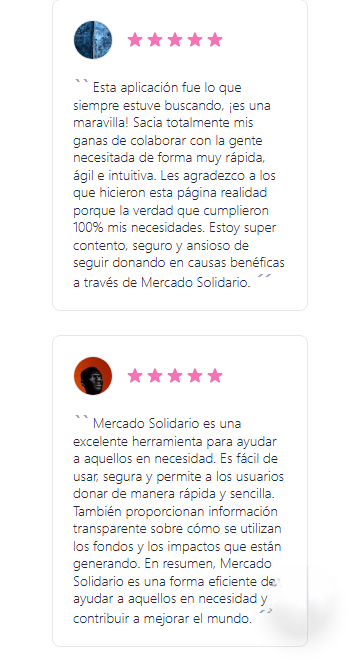 `` Esta aplicación fue lo que
siempre estuve buscando, ¡es una
maravilla! Sacia totalmente mis
ganas de colaborar con la gente
necesitada de forma muy rápida,
ágil e intuitiva. Les agradezco a los
que hicieron esta página realidad
porque la verdad que cumplieron
100% mis necesidades. Estoy super
contento, seguro y ansioso de
seguir donando en causas benéficas
a través de Mercado Solidario. ´´
`` Mercado Solidario es una
excelente herramienta para ayudar
a aquellos en necesidad. Es fácil de
usar, segura y permite a los usuarios
donar de manera rápida y sencilla.
También proporcionan información
transparente sobre cómo se utilizan
los fondos y los impactos que están
generando. En resumen, Mercado
Solidario es una forma eficiente de
ayudar a aquellos en necesidad y
contribuir a mejorar el mundo. ´´